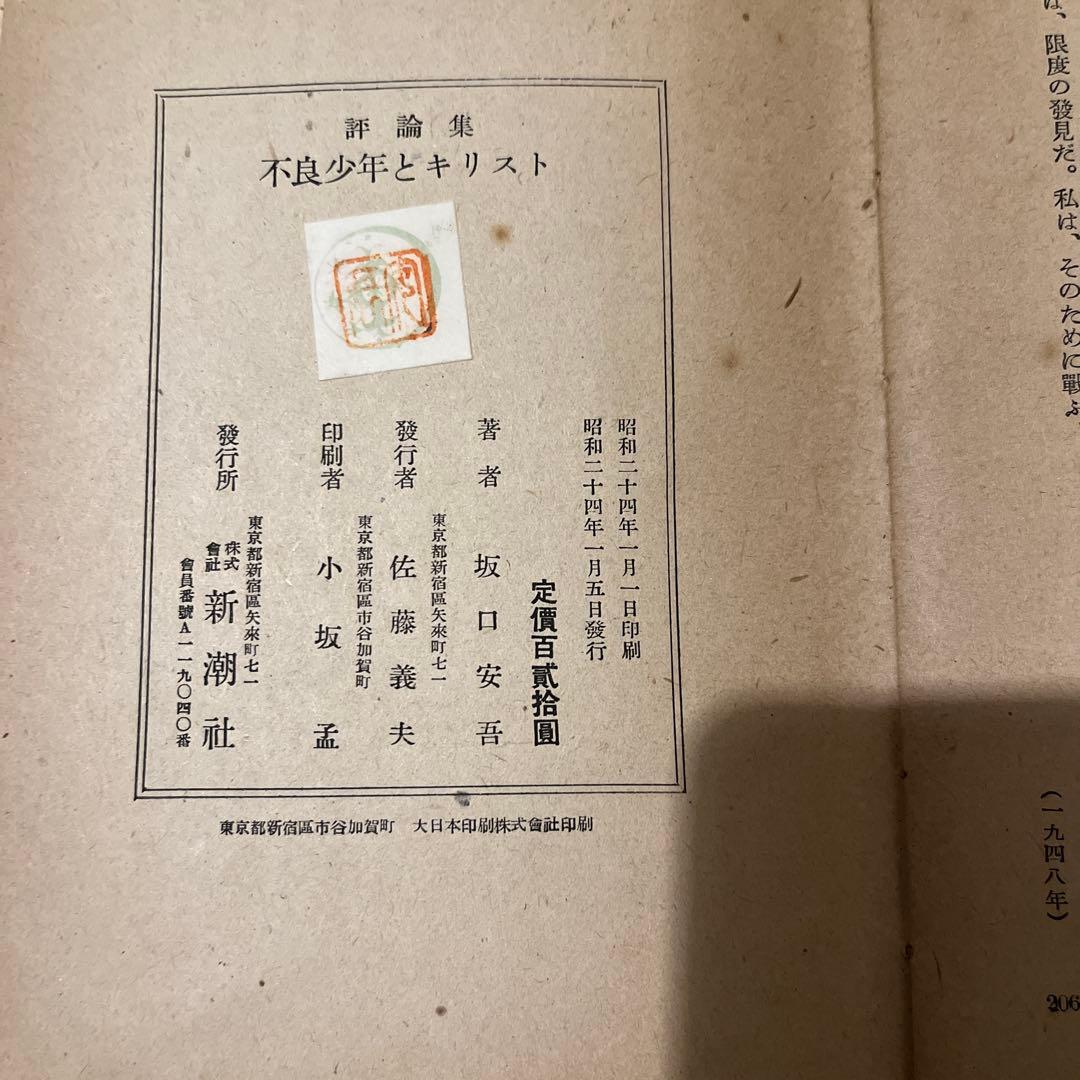 は、限度の發見だ。私は、そのために戰ふ
(一九四八年)
206
評論集
不良少年とキリスト
昭和二十四年一月一日印刷
昭和二十四年一月五日發行
定價百貳拾圓
著者 坂口安吾
東京都新宿區矢來町七一
發行者 佐藤義夫
東京都新宿區市谷加賀町
印刷者 小坂孟
東京都新宿區矢來町七一
發行所 株式會社 新潮社
會員番號A一一九〇四〇番
東京都新宿區市谷加賀町 大日本印刷株式會社印刷